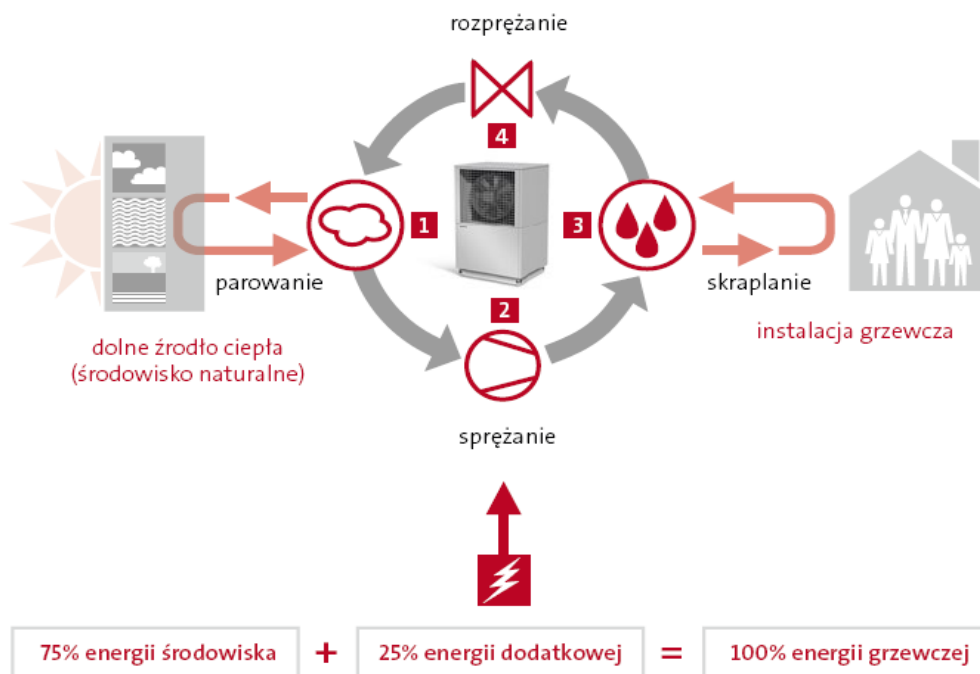 rozprężanie
4
1
3
parowanie
skraplanie
2
dolne źrodło ciepła
(środowisko naturalne)
instalacja grzewcza
sprężanie
75% energii środowiska + 25% energii dodatkowej = 100% energii grzewczej